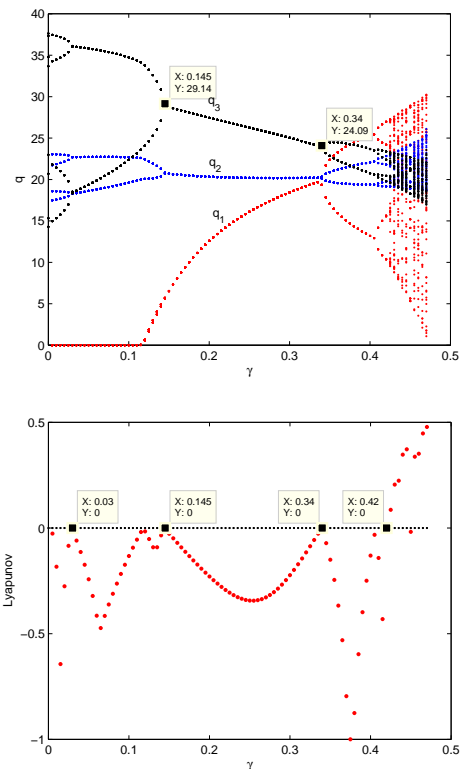 40
35
30
25
20
15
10
5
0
q
X: 0.145
Y: 29.14
q3
X: 0.34
Y: 24.09
q2
q1
0 0.1 0.2 0.3 0.4 0.5
γ
0.5
0
−0.5
−1
Lyapunov
X: 0.03
Y: 0
X: 0.145
Y: 0
X: 0.34
Y: 0
X: 0.42
Y: 0
0 0.1 0.2 0.3 0.4 0.5
γ